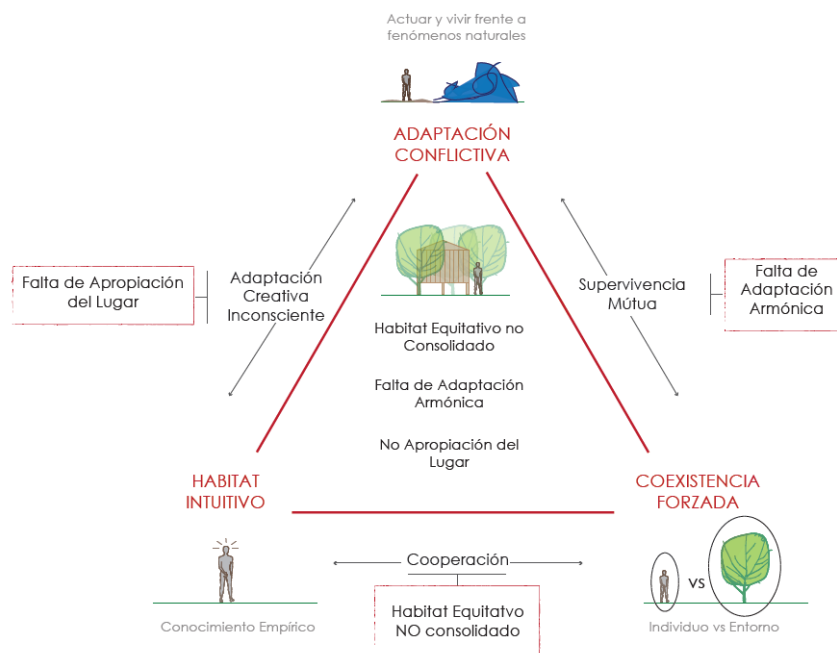 Actuar y vivir frente a
fenómenos naturales
ADAPTACIÓN
CONFLICTIVA
Falta de Apropiación
del Lugar
Adaptación
Creativa
Inconsciente
Supervivencia
Mútua
Falta de
Adaptación
Armónica
Habitat Equitativo no
Consolidado
Falta de Adaptación
Armónica
No Apropiación del
Lugar
HABITAT
INTUITIVO
COEXISTENCIA
FORZADA
Cooperación
vs
Habitat Equitatvo
NO consolidado
Conocimiento Empírico
Individuo vs Entorno